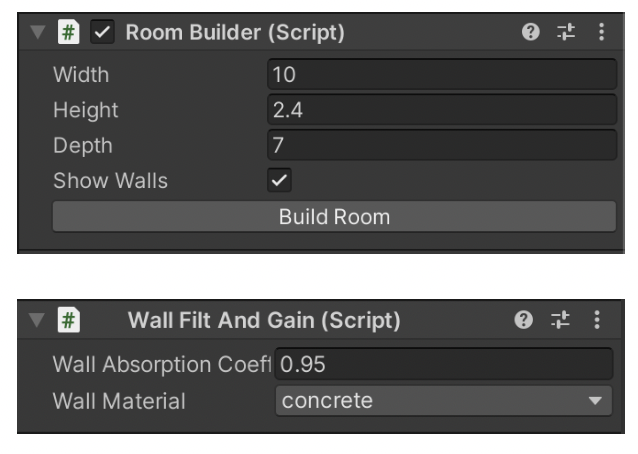 # Room Builder (Script)
Width 10
Height 2.4
Depth 7
Show Walls
Build Room
# Wall Filt And Gain (Script)
Wall Absorption Coef 0.95
Wall Material concrete